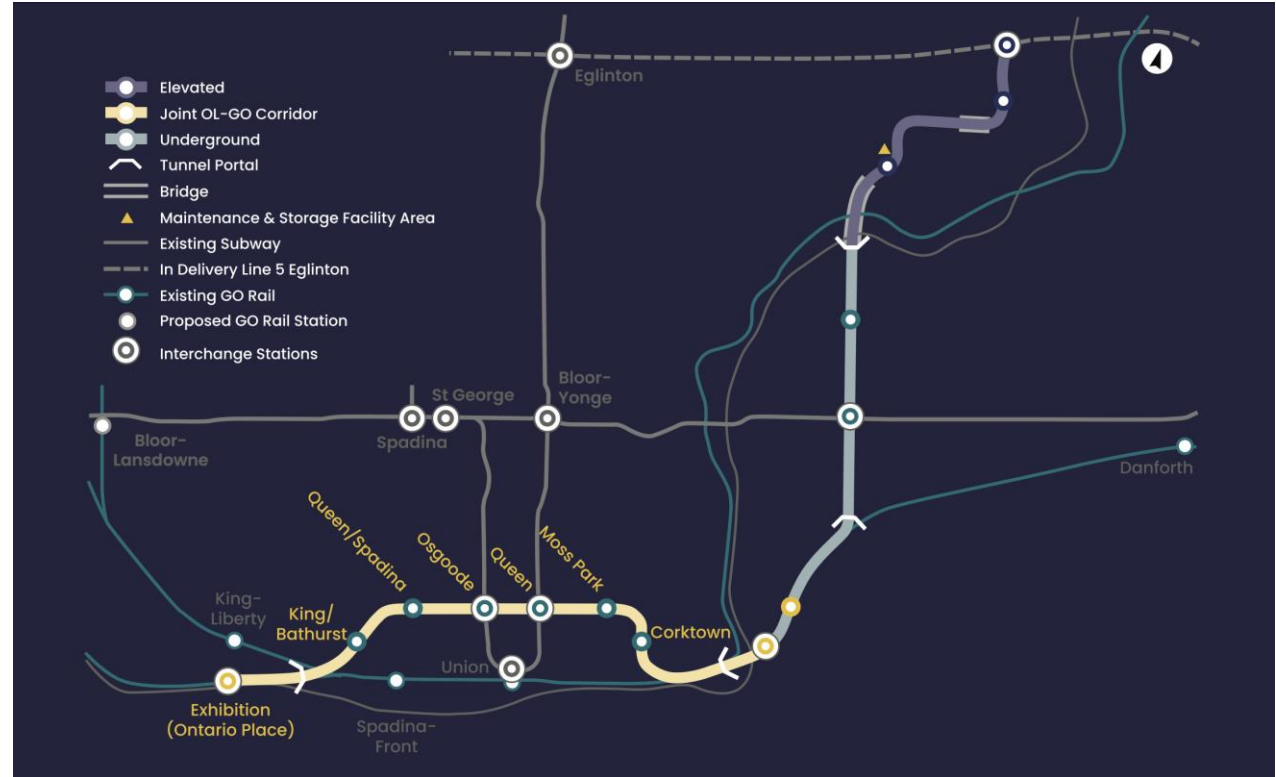 Elevated
Joint OL-GO Corridor
Underground
Tunnel Portal
Bridge
Maintenance & Storage Facility Area
Existing Subway
In Delivery Line 5 Eglinton
Existing GO Rail
Proposed GO Rail Station
Interchange Stations
Eglinton
St George
Bloor-
Yonge
Spadina
Bloor-
Lansdowne
Danforth
Queen/Spadina
Osgoode
Queen
Moss Park
King-
Liberty
King/
Bathurst
Corktown
Union
Exhibition
(Ontario Place)
Spadina-
Front